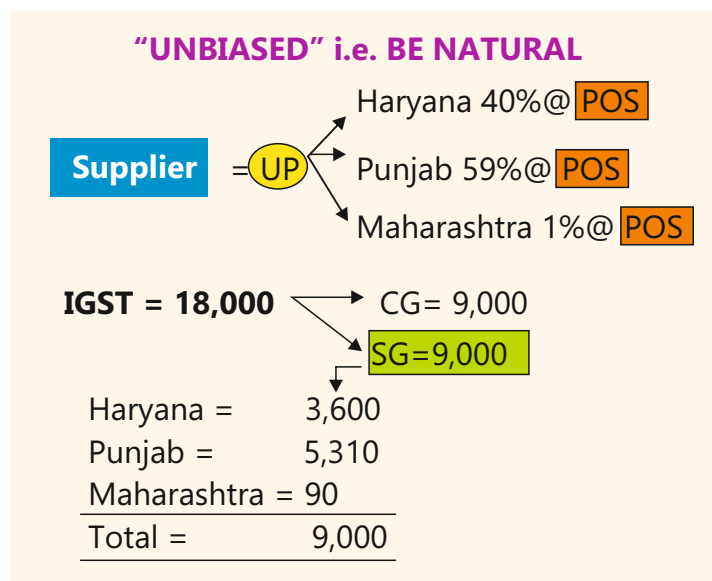 “UNBIASED” i.e. BE NATURAL
Haryana 40%@ POS
Supplier = UP
Punjab 59%@ POS
Maharashtra 1%@ POS
IGST = 18,000
CG= 9,000
SG=9,000
Haryana = 3,600
Punjab = 5,310
Maharashtra = 90
Total = 9,000